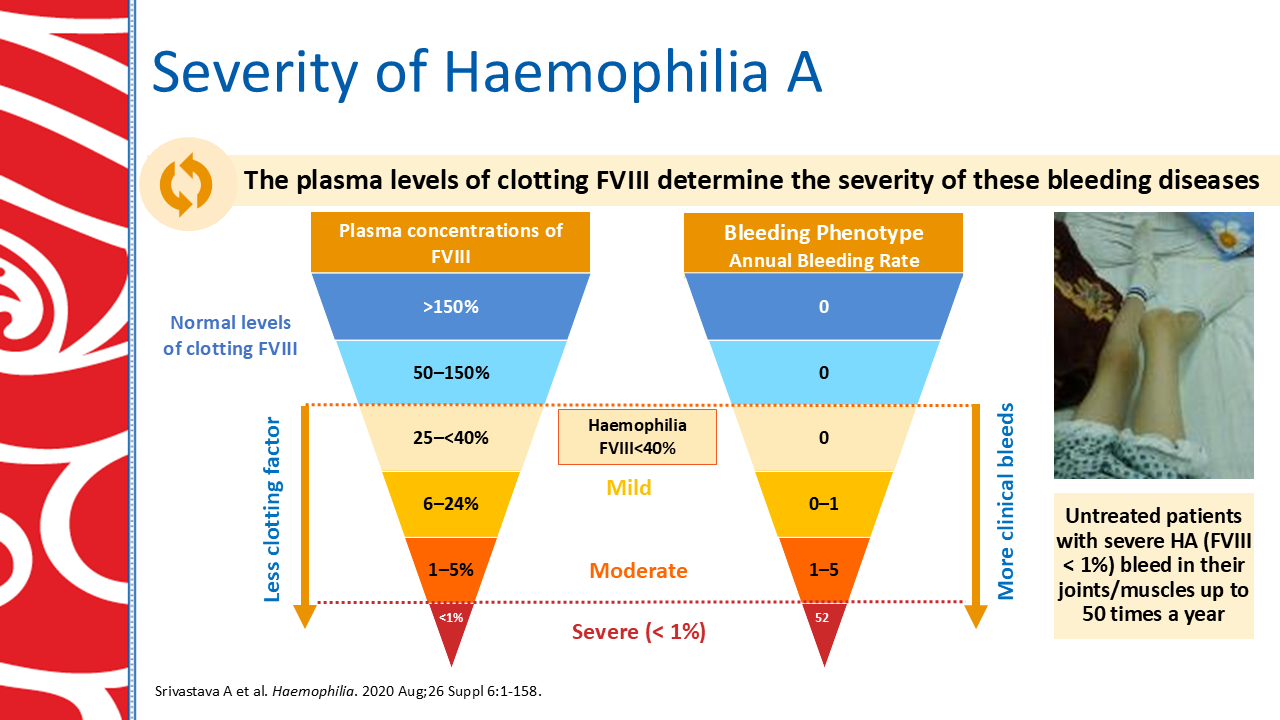 Severity of Haemophilia A
The plasma levels of clotting FVIII determine the severity of these bleeding diseases
Plasma concentrations of
FVIII
Bleeding Phenotype
Annual Bleeding Rate
Normal levels
of clotting FVIII
>150%
0
50–150%
0
25–<40%
Haemophilia
FVIII<40%
0
Mild
6–24%
0–1
1–5%
Moderate
1–5
<1%
Severe (< 1%)
52
Less clotting factor
More clinical bleeds
Untreated patients
with severe HA (FVIII
< 1%) bleed in their
joints/muscles up to
50 times a year
Srivastava A et al. Haemophilia. 2020 Aug;26 Suppl 6:1-158.